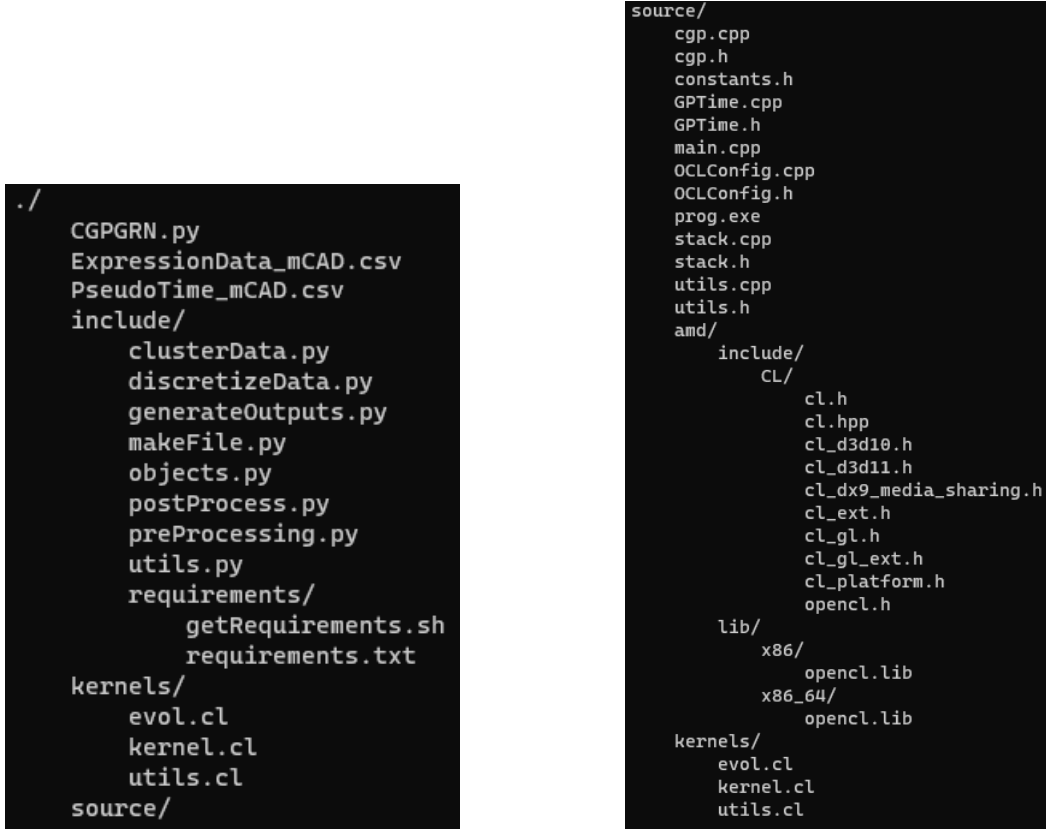 ./
CGPGRN.py
ExpressionData_mCAD.csv
PseudoTime_mCAD.csv
include/
clusterData.py
discretizeData.py
generateOutputs.py
makeFile.py
objects.py
postProcess.py
preProcessing.py
utils.py
requirements/
getRequirements.sh
requirements.txt
kernels/
evol.cl
kernel.cl
utils.cl
source/
source/
cgp.cpp
cgp.h
constants.h
GPTime.cpp
GPTime.h
main.cpp
OCLConfig.cpp
OCLConfig.h
prog.exe
stack.cpp
stack.h
utils.cpp
utils.h
amd/
include/
CL/
cl.h
cl.hpp
cl_d3d10.h
cl_d3d11.h
cl_dx9_media_sharing.h
cl_ext.h
cl_gl.h
cl_gl_ext.h
cl_platform.h
opencl.h
lib/
x86/
opencl.lib
x86_64/
opencl.lib
kernels/
evol.cl
kernel.cl
utils.cl